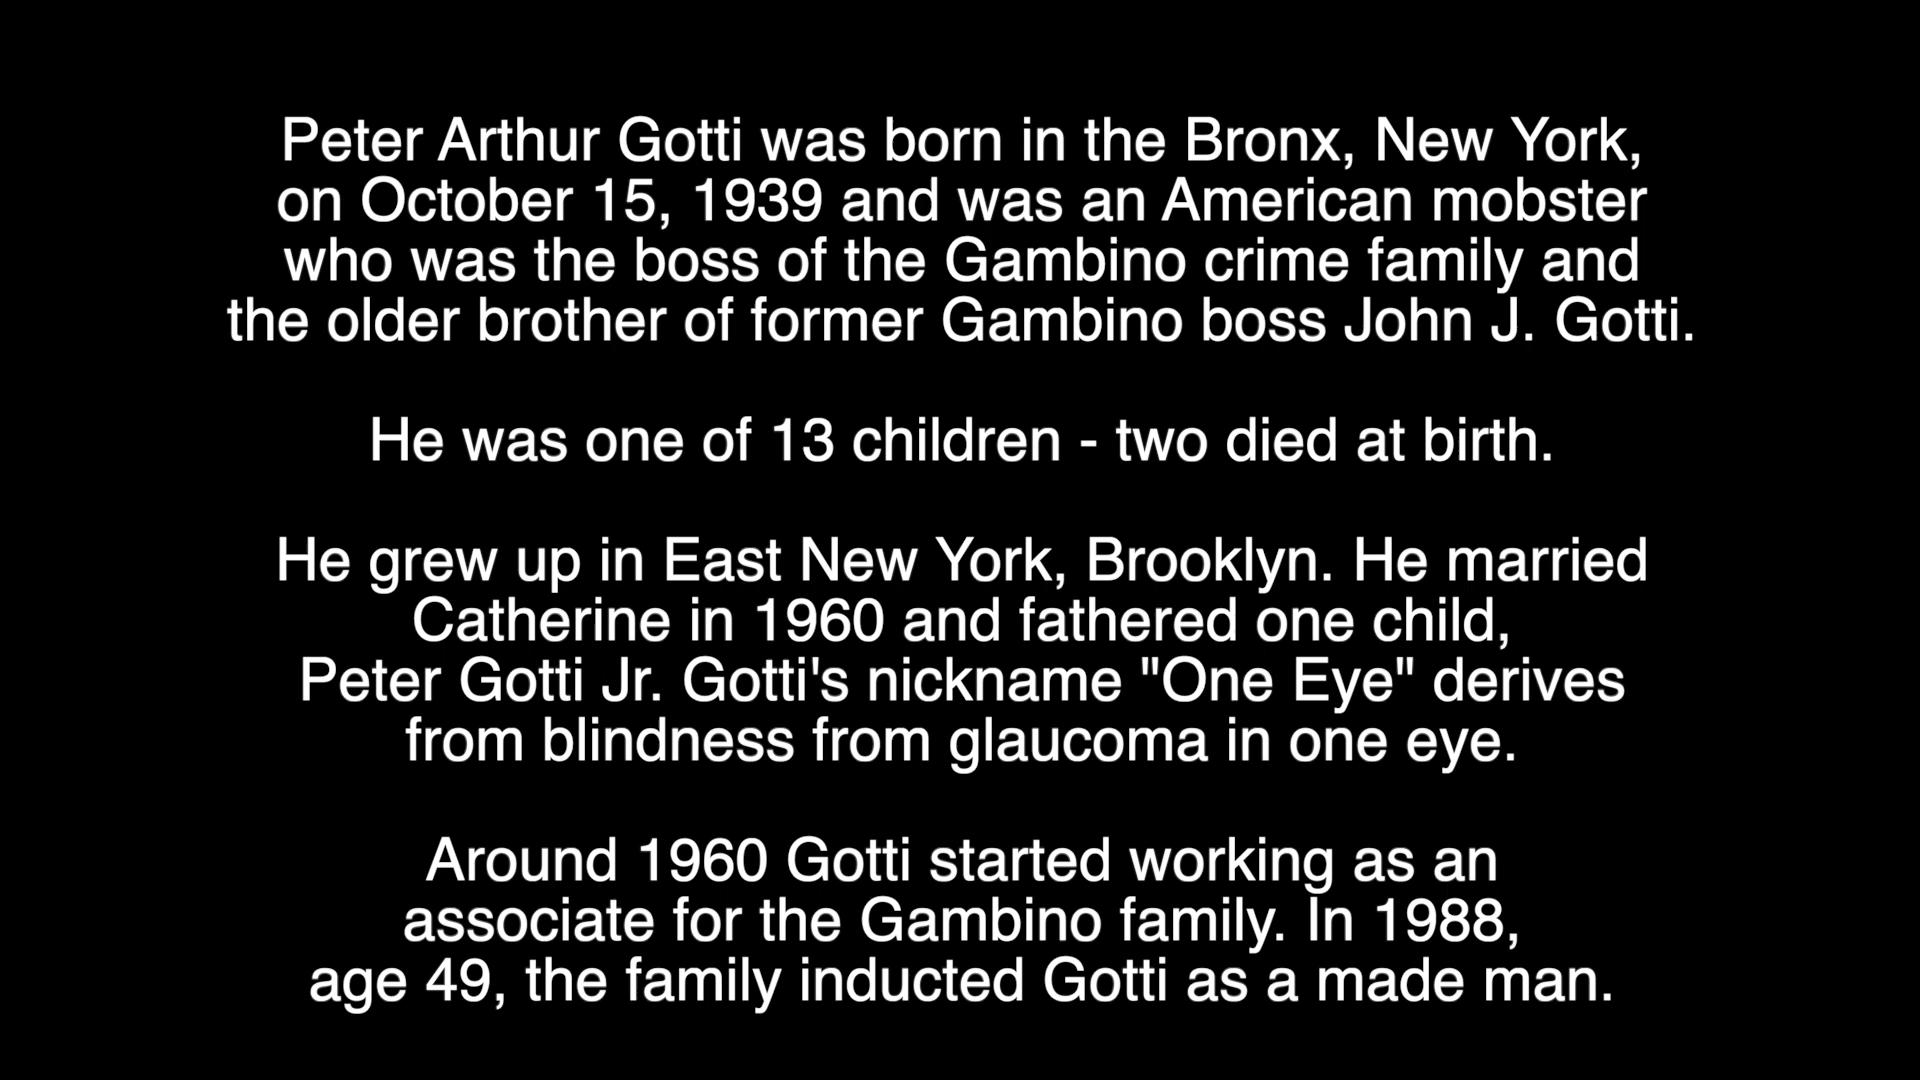 Peter Arthur Gotti was born in the Bronx, New York,
on October 15, 1939 and was an American mobster
who was the boss of the Gambino crime family and
the older brother of former Gambino boss John J. Gotti.
He was one of 13 children - two died at birth.
He grew up in East New York, Brooklyn. He married
Catherine in 1960 and fathered one child,
Peter Gotti Jr. Gotti's nickname "One Eye" derives
from blindness from glaucoma in one eye.
Around 1960 Gotti started working as an
associate for the Gambino family. In 1988,
age 49, the family inducted Gotti as a made man.